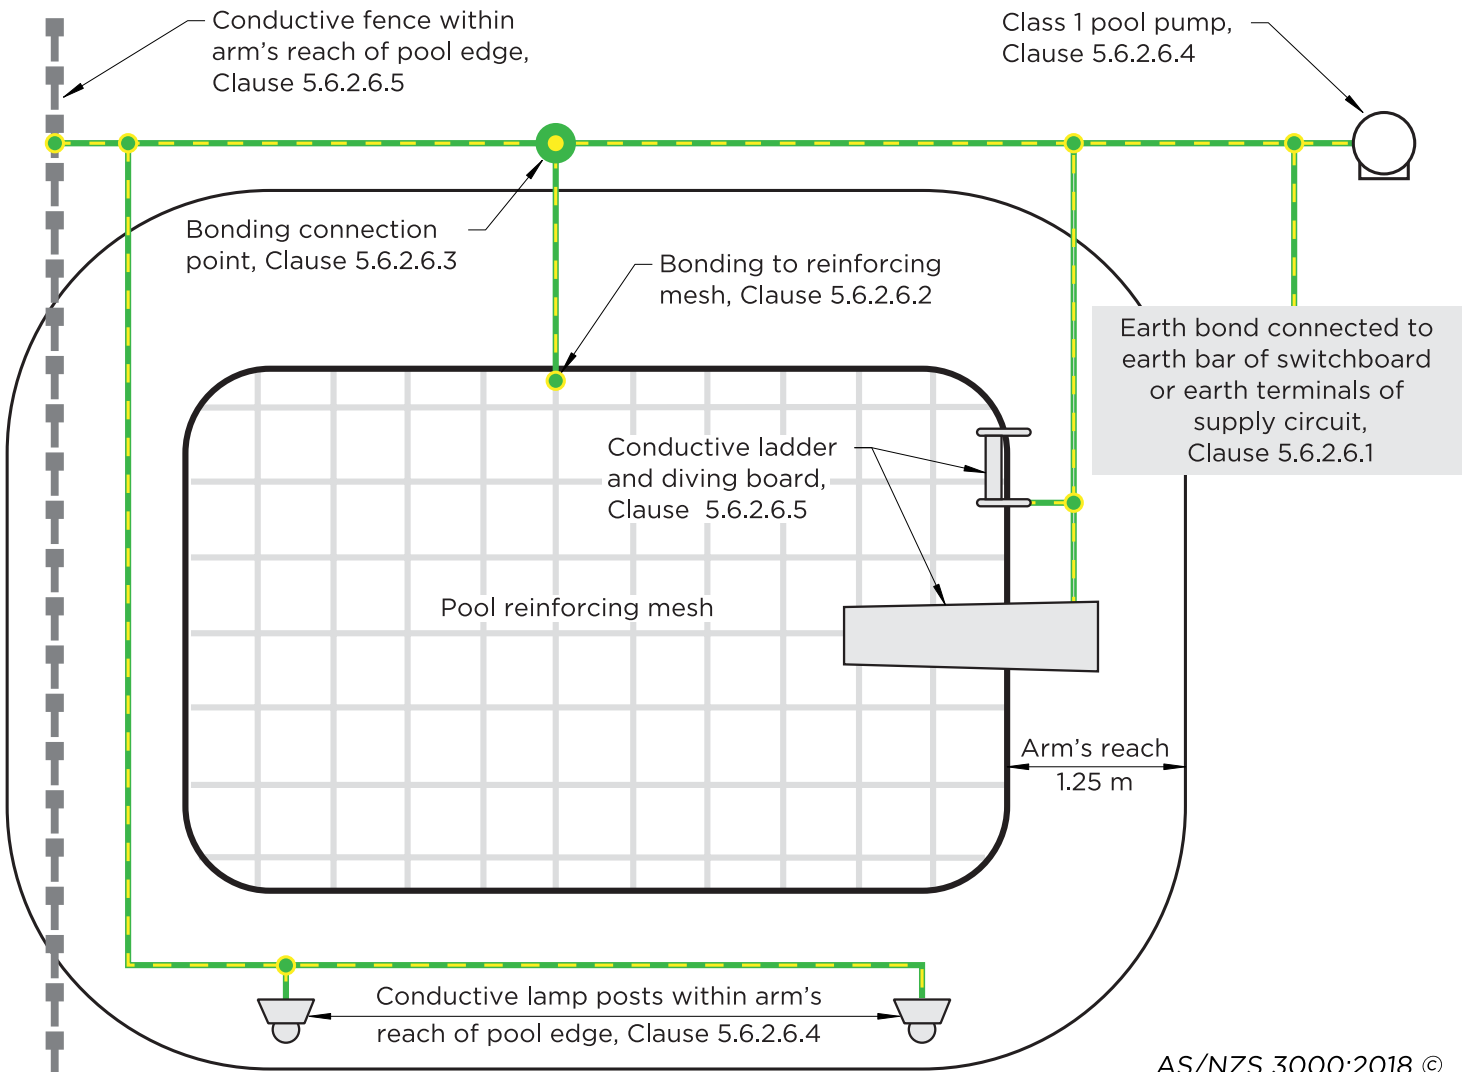 Conductive fence within
arm's reach of pool edge,
Clause 5.6.2.6.5
Class 1 pool pump,
Clause 5.6.2.6.4
Bonding connection
point, Clause 5.6.2.6.3
Bonding to reinforcing
mesh, Clause 5.6.2.6.2
Earth bond connected to
earth bar of switchboard
or earth terminals of
supply circuit,
Clause 5.6.2.6.1
Conductive ladder
and diving board,
Clause 5.6.2.6.5
Pool reinforcing mesh
Arm's reach
1.25 m
Conductive lamp posts within arm's
reach of pool edge, Clause 5.6.2.6.4
AS/NZS 3000:2018 ©